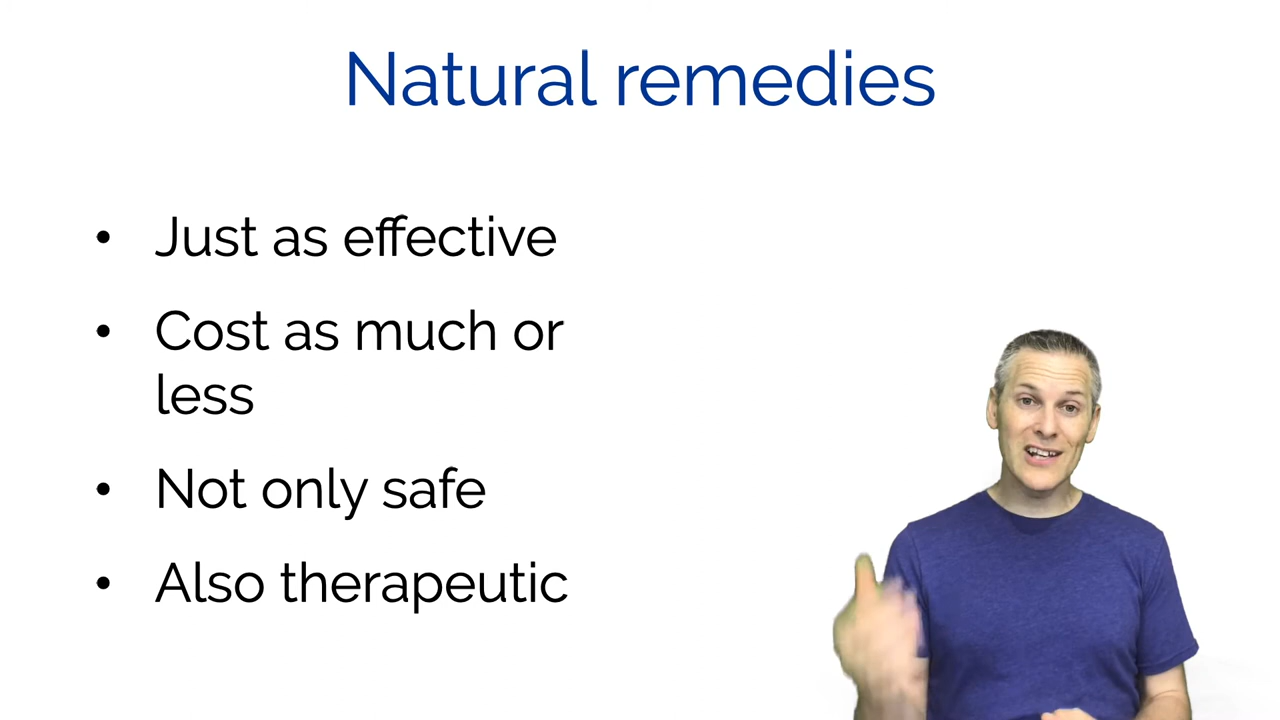 Natural remedies
• Just as effective
• Cost as much or
less
• Not only safe
• Also therapeutic